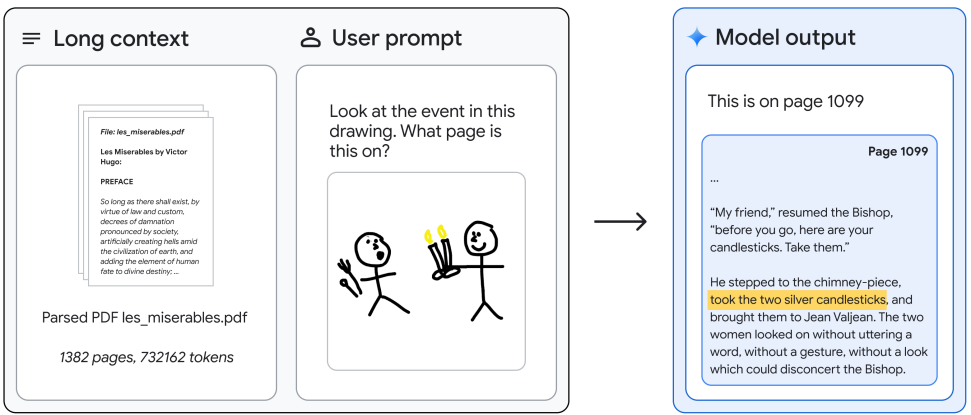 Long context
File: les_miserables.pdf
Les Miserables by Victor
Hugo:
PREFACE
So long as there shall exist, by
virtue of law and custom,
decrees of damnation
pronounced by society,
artificially creating hells amid
the civilization of earth, and
adding the element of human
fate to divine destiny; ...
Parsed PDF les_miserables.pdf
1382 pages, 732162 tokens
User prompt
Look at the event in this
drawing. What page is
this on?
Model output
This is on page 1099
Page 1099
...
“My friend,” resumed the Bishop,
“before you go, here are your
candlesticks. Take them.”
He stepped to the chimney-piece,
took the two silver candlesticks, and
brought them to Jean Valjean. The two
women looked on without uttering a
word, without a gesture, without a look
which could disconcert the Bishop.